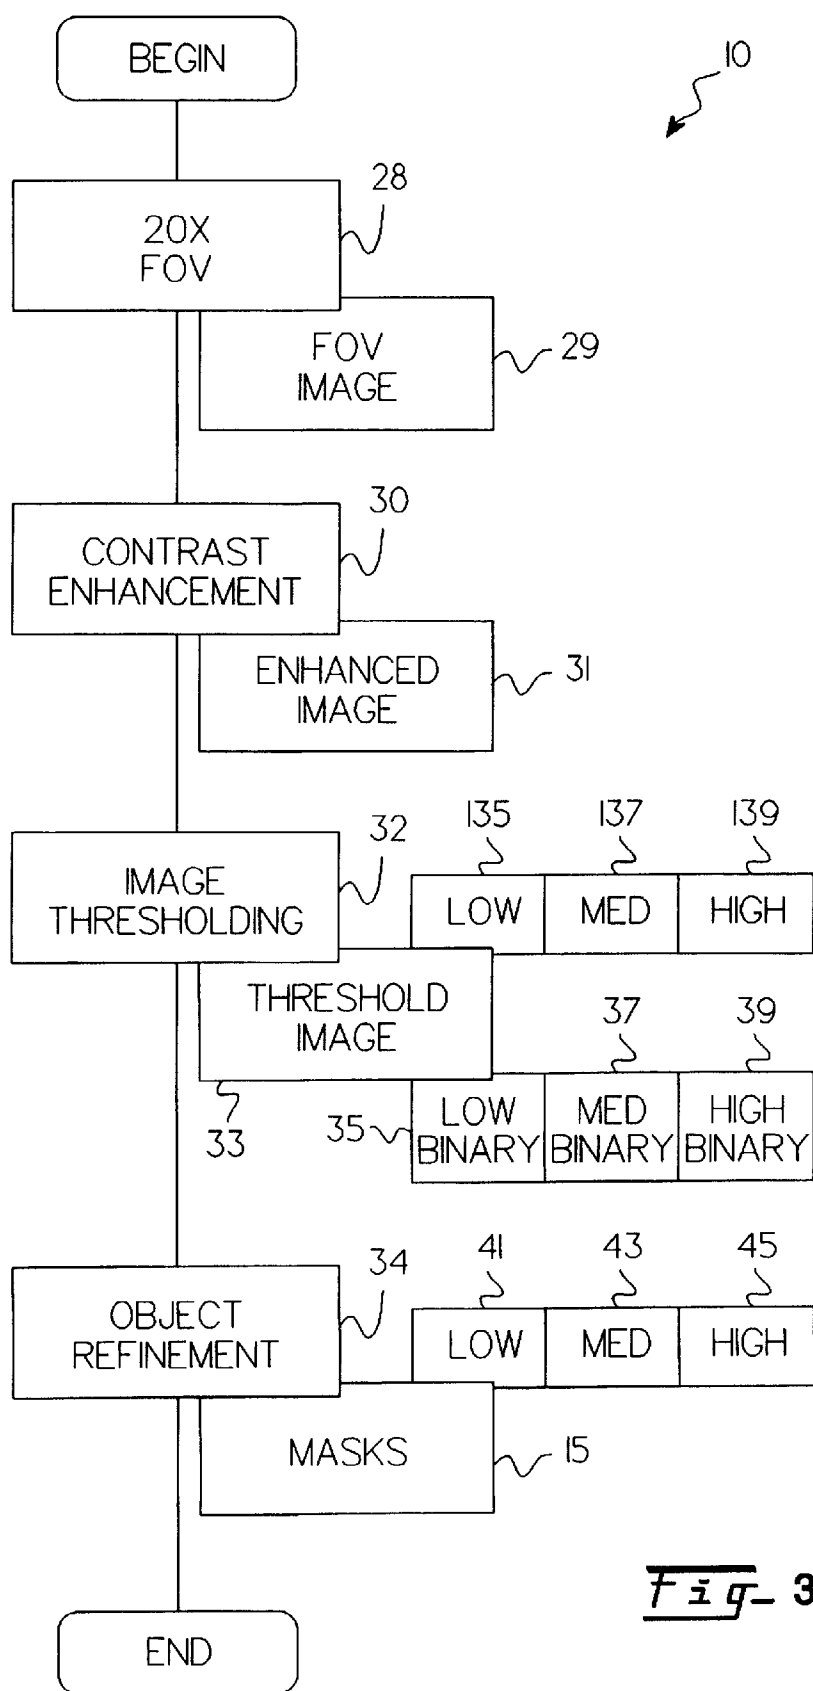 BEGIN
10
28
20X
FOV
FOV
IMAGE
29
30
CONTRAST
ENHANCEMENT
ENHANCED
IMAGE
31
135 137 139
32
IMAGE
THRESHOLDING
LOW MED HIGH
THRESHOLD
IMAGE
37 39
33
35
LOW
BINARY
MED
BINARY
HIGH
BINARY
41 43 45
34
OBJECT
REFINEMENT
LOW MED HIGH
MASKS
15
Fig- 3
END